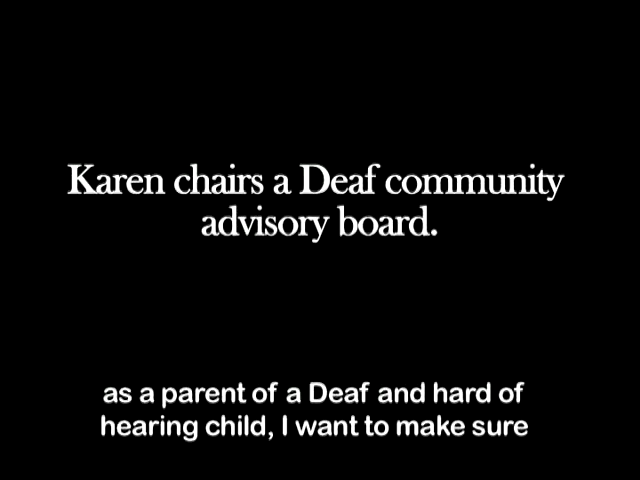 Karen chairs a Deaf community
advisory board.
as a parent of a Deaf and hard of
hearing child, I want to make sure